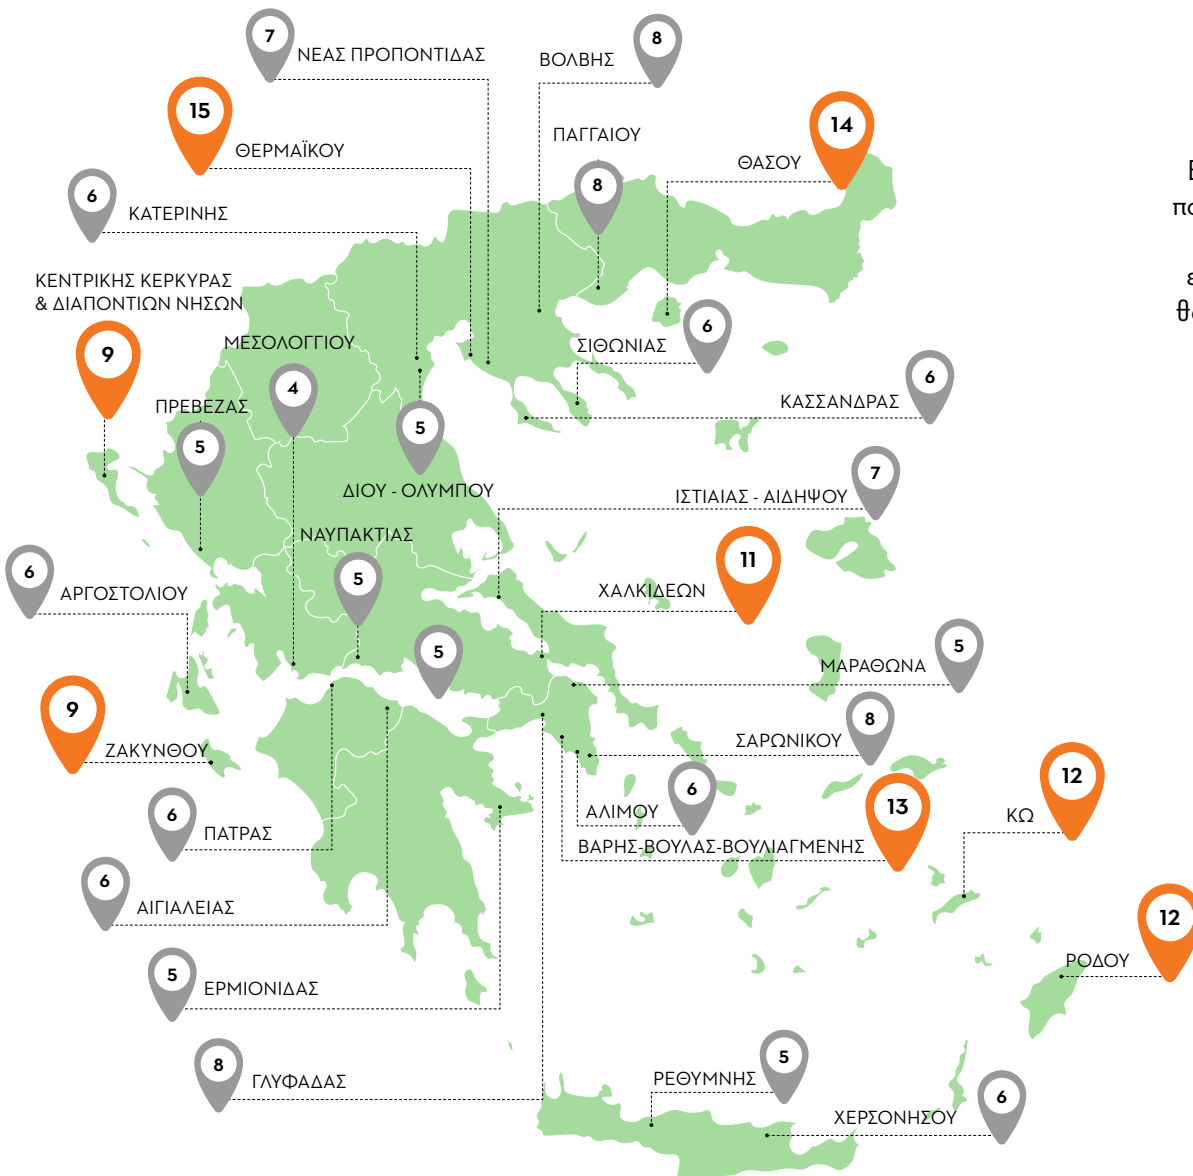 7
ΝΕΑΣ ΠΡΟΠΟΝΤΙΔΑΣ
8
ΒΟΛΒΗΣ
15
ΘΕΡΜΑΪΚΟΥ
ΠΑΓΓΑΙΟΥ
8
14
ΘΑΣΟΥ
6
ΚΑΤΕΡΙΝΗΣ
ΚΕΝΤΡΙΚΗΣ ΚΕΡΚΥΡΑΣ
& ΔΙΑΠΟΝΤΙΩΝ ΝΗΣΩΝ
9
ΜΕΣΟΛΟΓΓΙΟΥ
4
6
ΣΙΘΩΝΙΑΣ
6
ΚΑΣΣΑΝΔΡΑΣ
ΠΡΕΒΕΖΑΣ
5
5
ΔΙΟΥ - ΟΛΥΜΠΟΥ
7
ΙΣΤΙΑΙΑΣ - ΑΙΔΗΨΟΥ
ΝΑΥΠΑΚΤΙΑΣ
5
11
ΧΑΛΚΙΔΕΩΝ
6
ΑΡΓΟΣΤΟΛΙΟΥ
5
5
ΜΑΡΑΘΩΝΑ
9
ΖΑΚΥΝΘΟΥ
8
ΣΑΡΩΝΙΚΟΥ
6
ΑΛΙΜΟΥ
13
ΒΑΡΗΣ-ΒΟΥΛΑΣ-ΒΟΥΛΙΑΓΜΕΝΗΣ
12
ΚΩ
6
ΠΑΤΡΑΣ
6
ΑΙΓΙΑΛΕΙΑΣ
12
ΡΟΔΟΥ
5
ΕΡΜΙΟΝΙΔΑΣ
8
ΓΛΥΦΑΔΑΣ
5
ΡΕΘΥΜΝΗΣ
6
ΧΕΡΣΟΝΗΣΟΥ